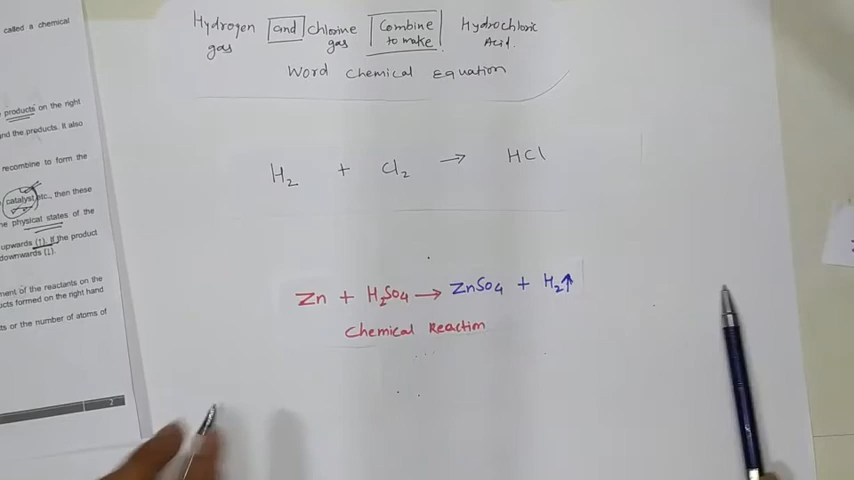 called a chemical
products on the right
and the products. It also
recombine to form the
catalyst etc., then these
he physical states of the
upwards (↑). If the product
downwards (↓).
ment of the reactants on the
ucts formed on the right hand
ts or the number of atoms of
2
Hydrogen and chlorine Combine Hydrochloric
gas gas to make Acid.
Word Chemical Equation
H₂ + Cl₂ → HCl
Zn + H₂SO₄ → ZnSO₄ + H₂↑
Chemical Reaction